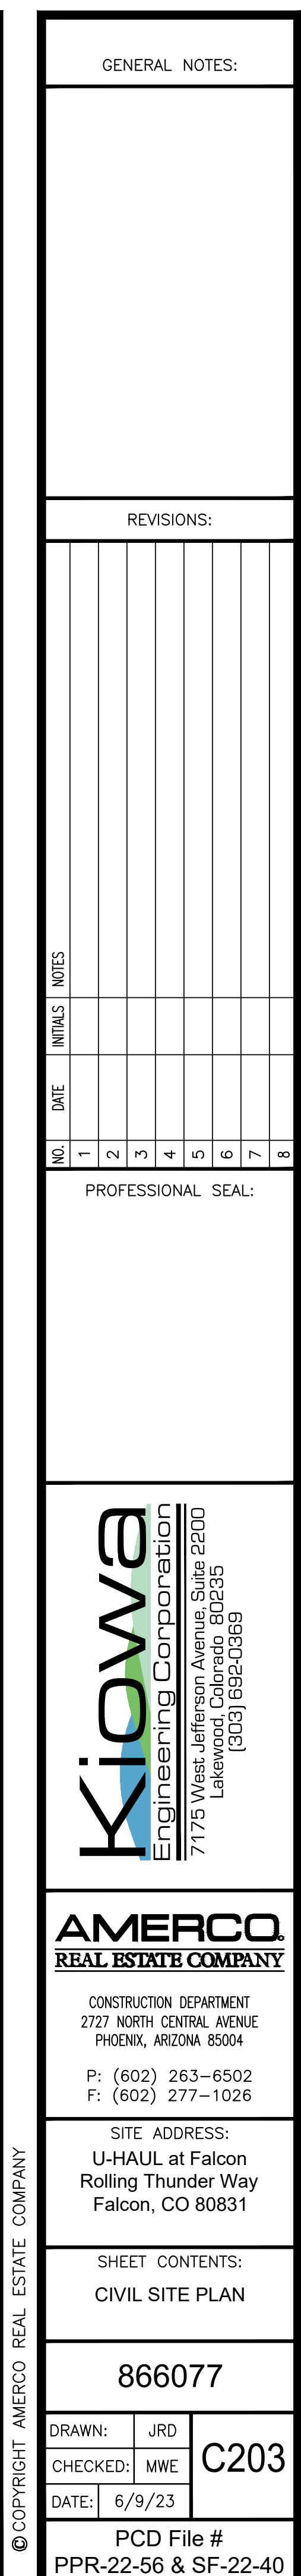 GENERAL NOTES:
REVISIONS:
NO. DATE INITIALS NOTES
1
2
3
4
5
6
7
8
PROFESSIONAL SEAL:
Kiowa
Engineering Corporation
7175 West Jefferson Avenue, Suite 2200
Lakewood, Colorado 80235
(303) 692-0369
AMERCO
REAL ESTATE COMPANY
CONSTRUCTION DEPARTMENT
2727 NORTH CENTRAL AVENUE
PHOENIX, ARIZONA 85004
P: (602) 263-6502
F: (602) 277-1026
SITE ADDRESS:
U-HAUL at Falcon
Rolling Thunder Way
Falcon, CO 80831
SHEET CONTENTS:
CIVIL SITE PLAN
866077
DRAWN: JRD
CHECKED: MWE
DATE: 6/9/23
C203
PCD File #
PPR-22-56 & SF-22-40
© COPYRIGHT AMERCO REAL ESTATE COMPANY